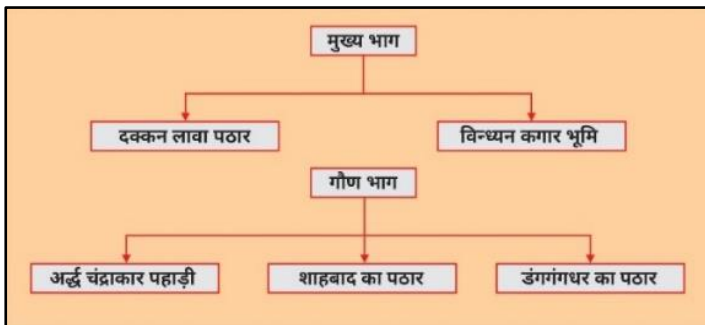 मुख्य भाग
दक्कन लावा पठार
विन्ध्यन कगार भूमि
गौण भाग
अर्द्ध चंद्राकार पहाड़ी
शाहबाद का पठार
डंगगंगधर का पठार